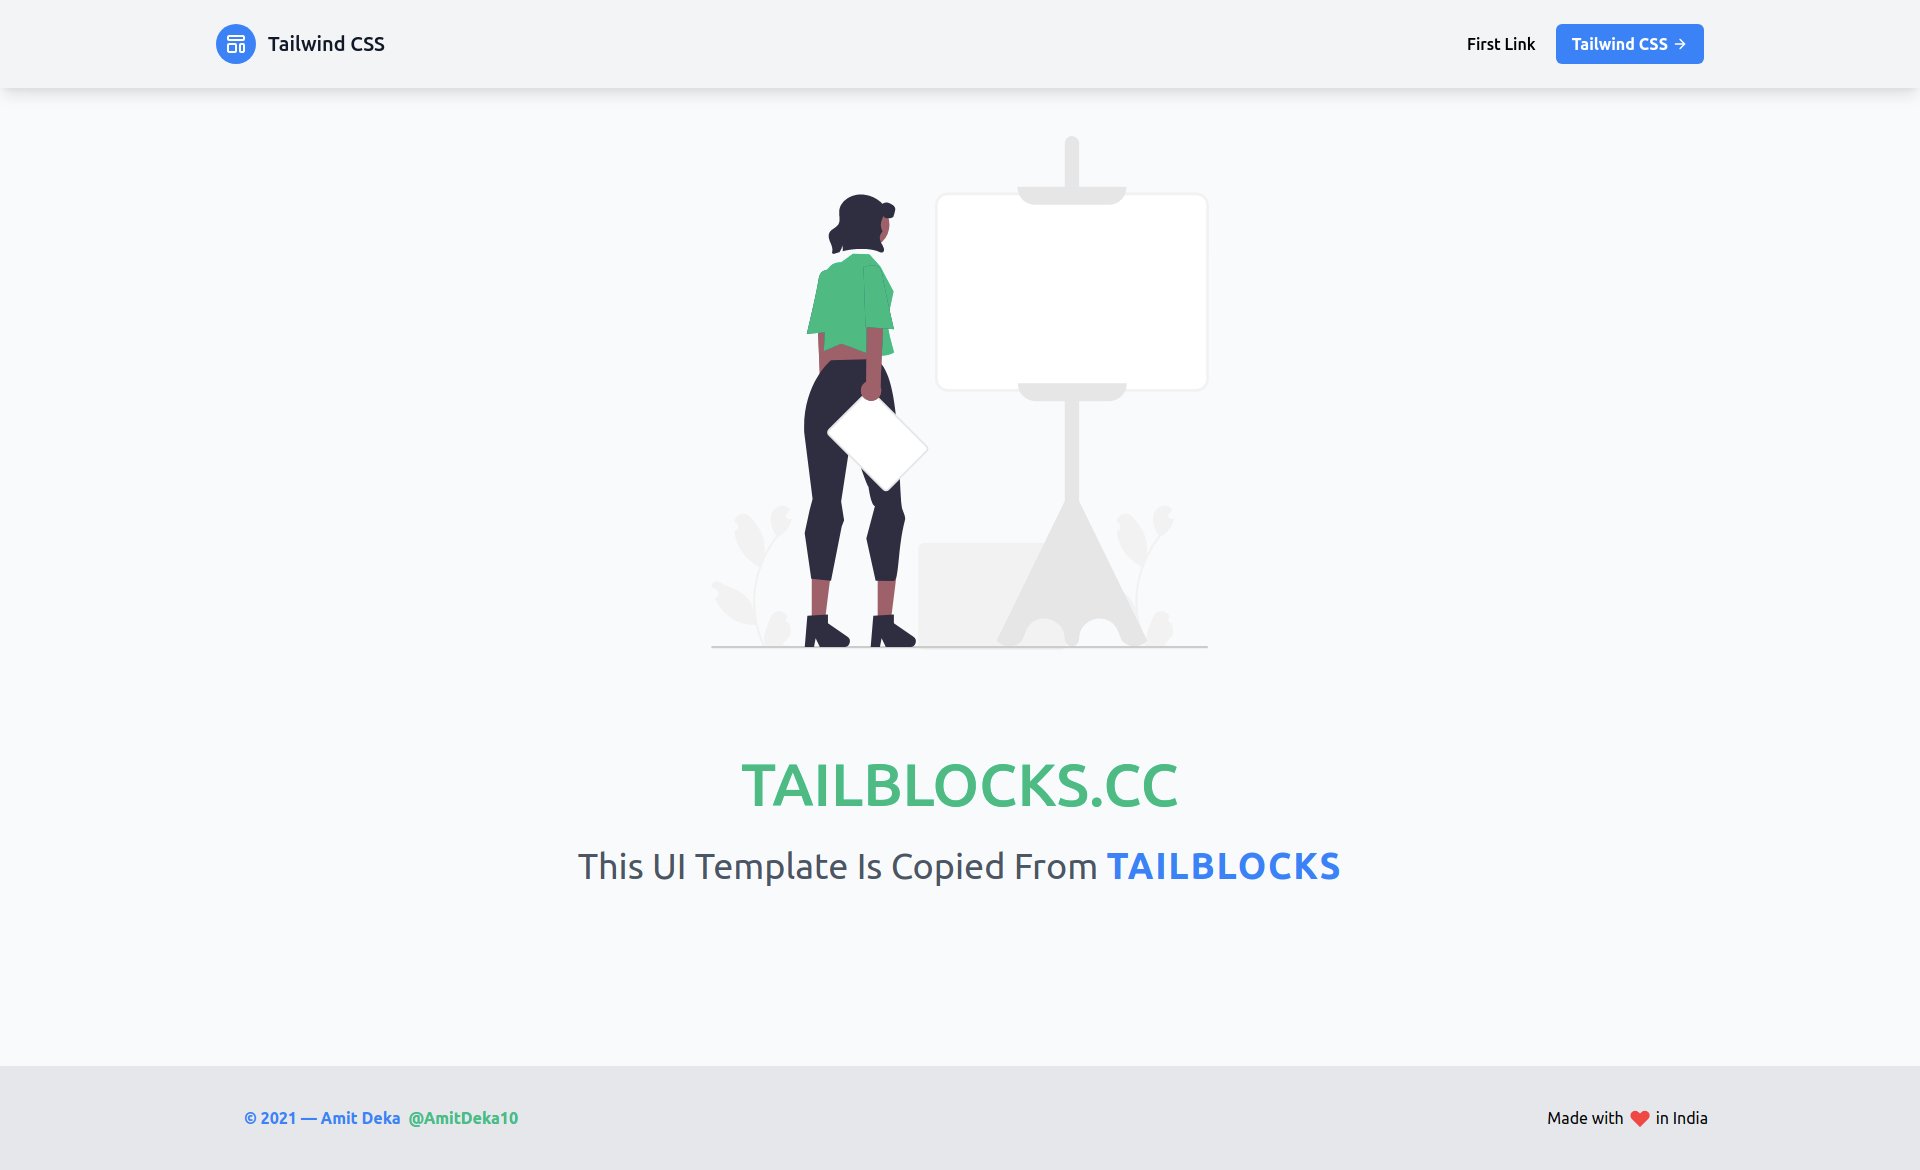 Tailwind CSS
First Link
Tailwind CSS →
TAILBLOCKS.CC
This UI Template Is Copied From TAILBLOCKS
© 2021 — Amit Deka @AmitDeka10
Made with ❤ in India